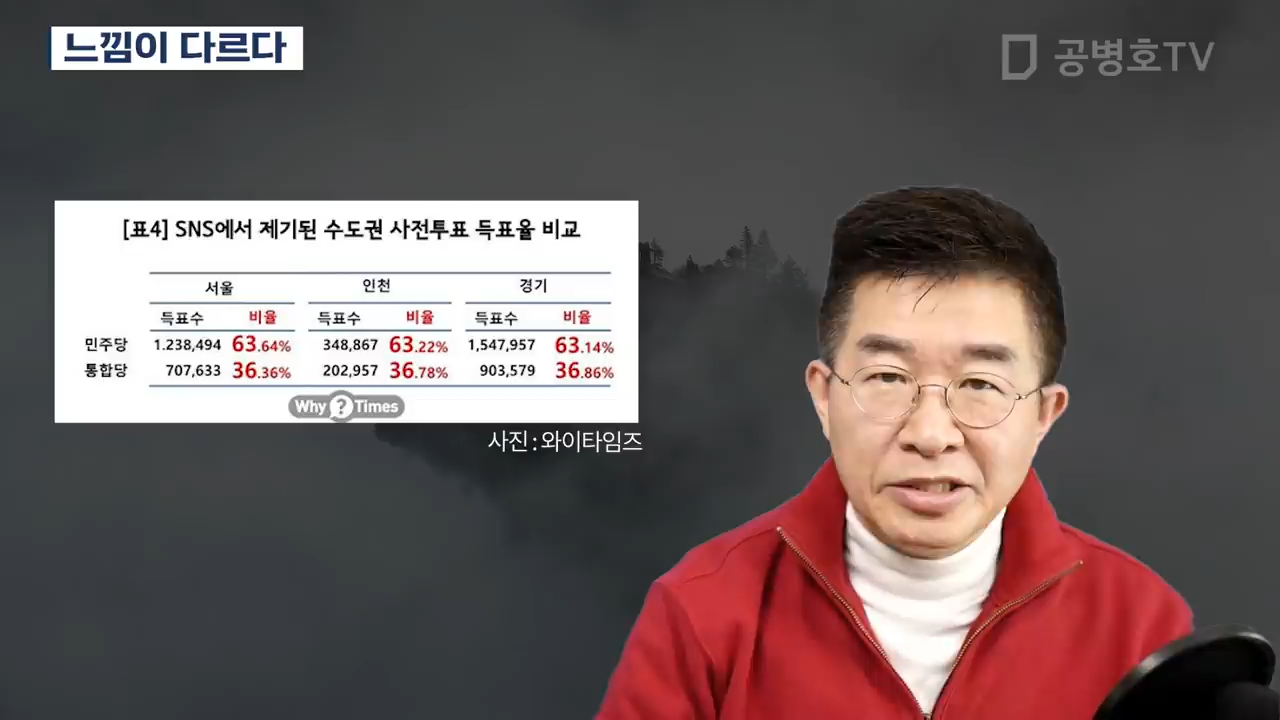 느낌이 다르다
공병호TV
[표4] SNS에서 제기된 수도권 사전투표 득표율 비교
서울 인천 경기
득표수 비율 득표수 비율 득표수 비율
민주당 1.238,494 63.64% 348,867 63.22% 1,547,957 63.14%
통합당 707,633 36.36% 202,957 36.78% 903,579 36.86%
Why ? Times
사진 : 와이타임즈